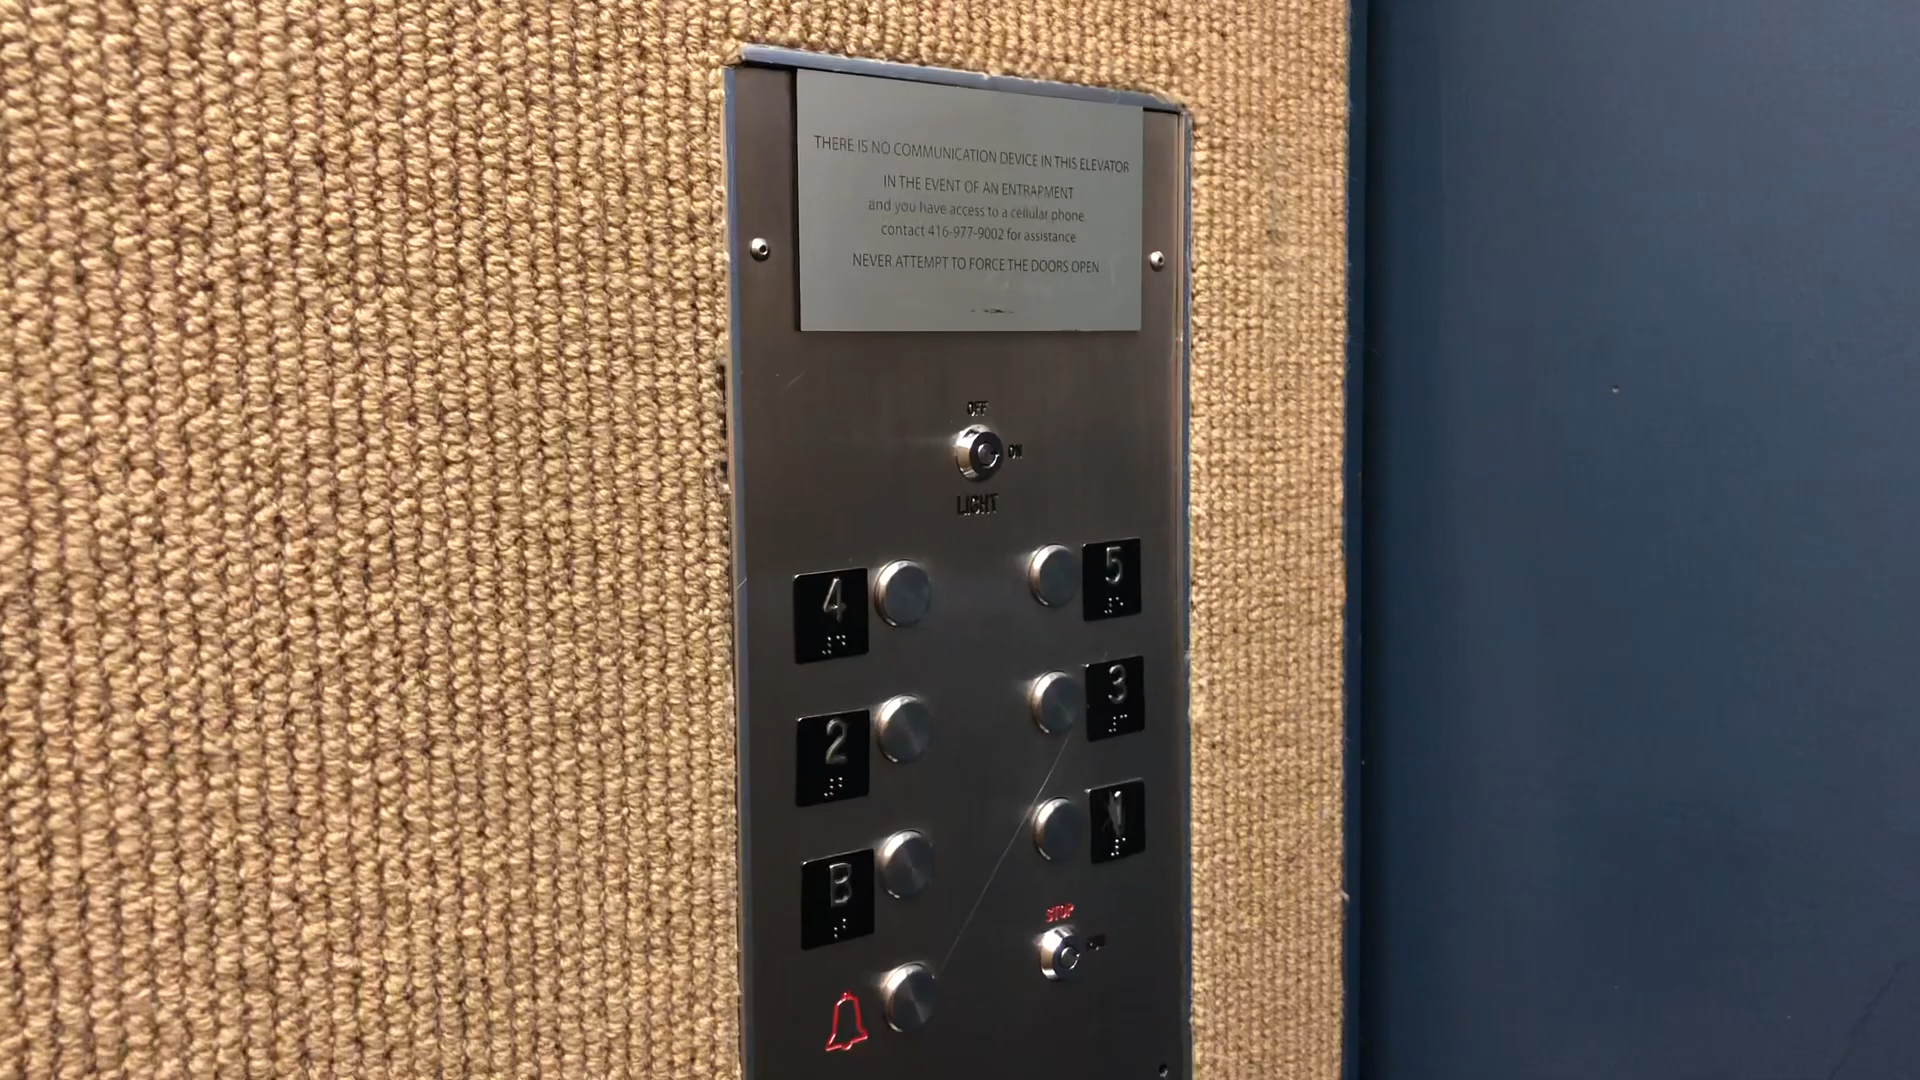 THERE IS NO COMMUNICATION DEVICE IN THIS ELEVATOR
IN THE EVENT OF AN ENTRAPMENT
and you have access to a cellular phone,
contact 416-977-9002 for assistance
NEVER ATTEMPT TO FORCE THE DOORS OPEN
OFF
ON
LIGHT
4
5
2
3
B
1
STOP